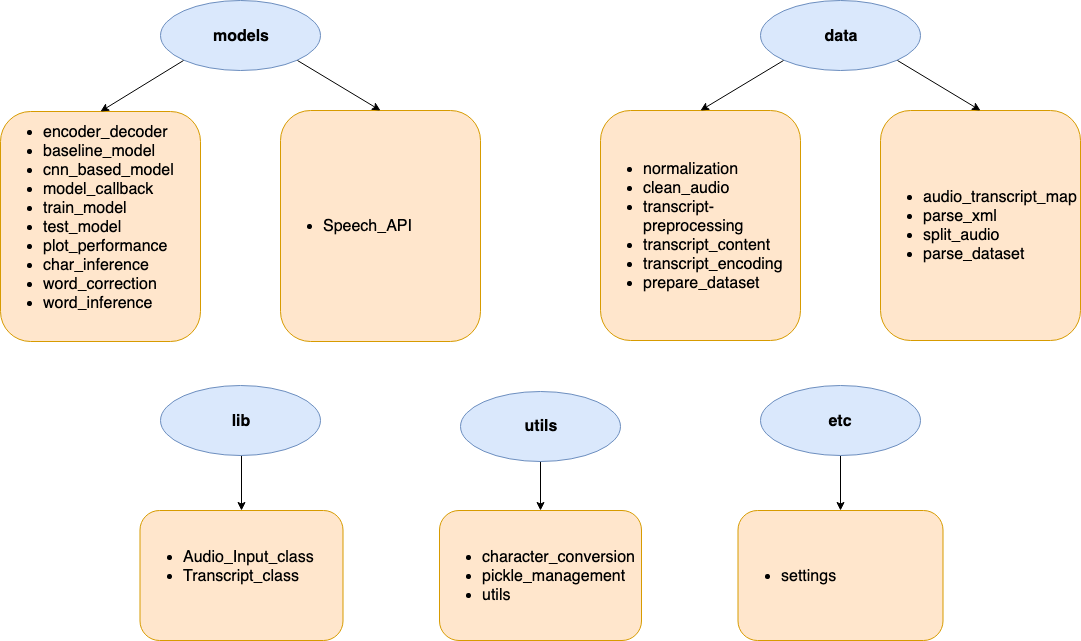 models
data
encoder_decoder
baseline_model
cnn_based_model
model_callback
train_model
test_model
plot_performance
char_inference
word_correction
word_inference
Speech_API
normalization
clean_audio
transcript-
preprocessing
transcript_content
transcript_encoding
prepare_dataset
audio_transcript_map
parse_xml
split_audio
parse_dataset
lib
utils
etc
Audio_Input_class
Transcript_class
character_conversion
pickle_management
utils
settings